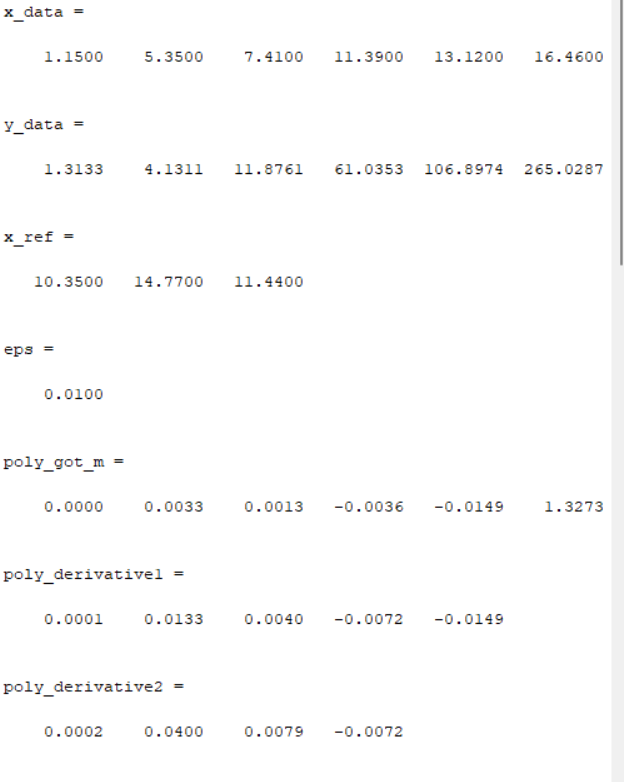 x_data =
1.1500 5.3500 7.4100 11.3900 13.1200 16.4600
y_data =
1.3133 4.1311 11.8761 61.0353 106.8974 265.0287
x_ref =
10.3500 14.7700 11.4400
eps =
0.0100
poly_got_m =
0.0000 0.0033 0.0013 -0.0036 -0.0149 1.3273
poly_derivative1 =
0.0001 0.0133 0.0040 -0.0072 -0.0149
poly_derivative2 =
0.0002 0.0400 0.0079 -0.0072